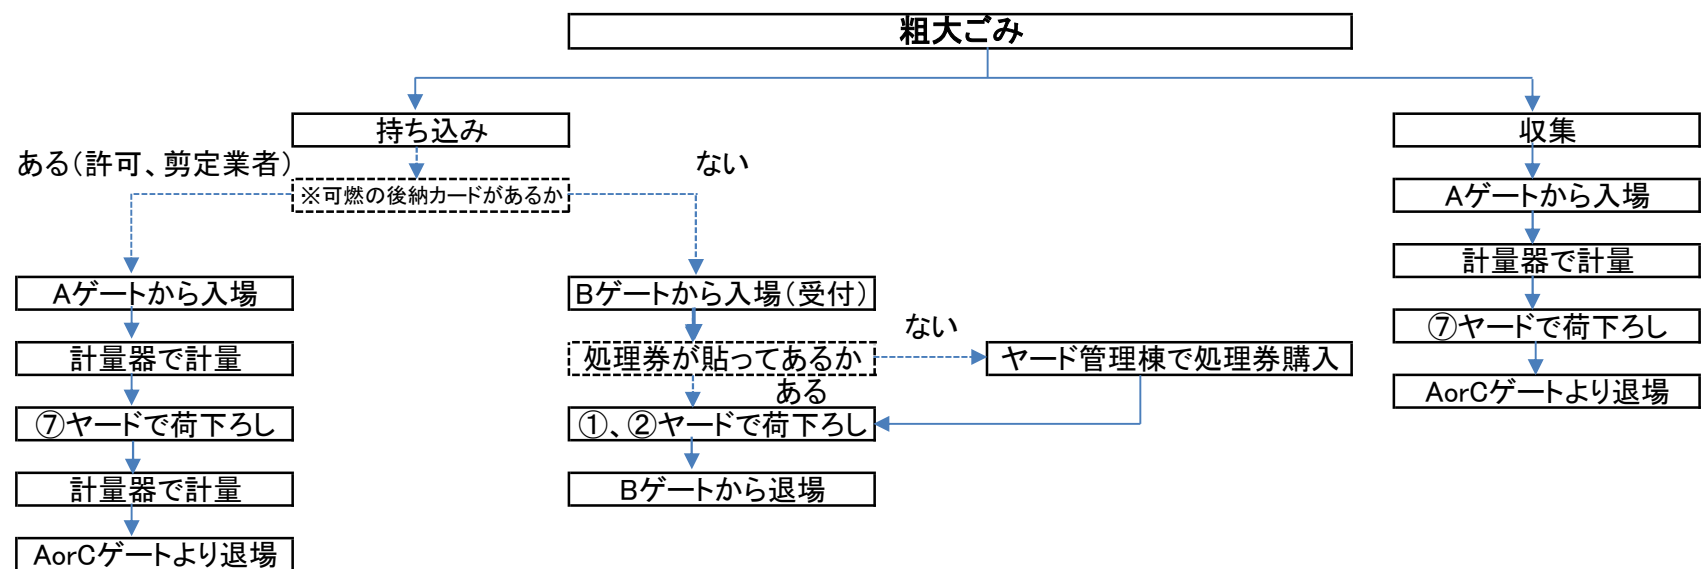 粗大ごみ
持ち込み
収集
ある(許可、剪定業者)
ない
※可燃の後納カードがあるか
Aゲートから入場
計量器で計量
Aゲートから入場
Bゲートから入場(受付)
ない
⑦ヤードで荷下ろし
計量器で計量
処理券が貼ってあるか
ヤード管理棟で処理券購入
ある
AorCゲートより退場
⑦ヤードで荷下ろし
①、②ヤードで荷下ろし
計量器で計量
Bゲートから退場
AorCゲートより退場